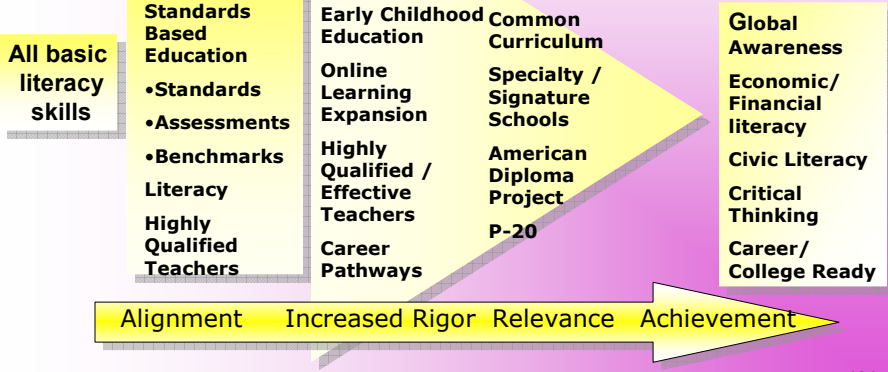 All basic
literacy
skills
Standards
Based
Education
•Standards
•Assessments
•Benchmarks
Literacy
Highly
Qualified
Teachers
Early Childhood
Education
Online
Learning
Expansion
Highly
Qualified /
Effective
Teachers
Career
Pathways
Common
Curriculum
Specialty /
Signature
Schools
American
Diploma
Project
P-20
Global
Awareness
Economic/
Financial
literacy
Civic Literacy
Critical
Thinking
Career/
College Ready
Alignment Increased Rigor Relevance Achievement